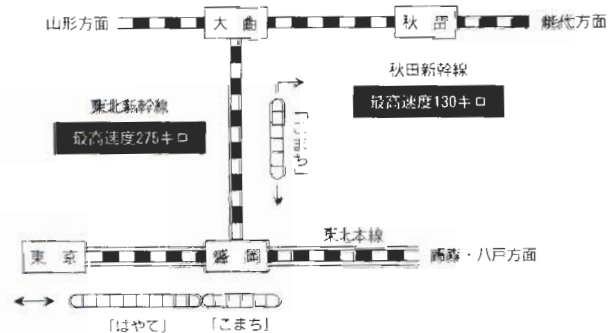 山形方面
大曲
秋田
能代方面
秋田新幹線
最高速度130キロ
東北新幹線
最高速度275キロ
「こまち」
東北本線
東京
盛岡
青森・八戸方面
「はやて」
「こまち」